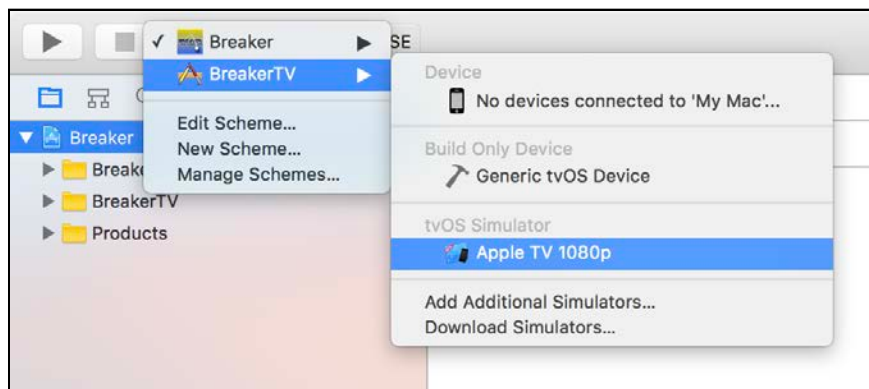 Breaker
SE
BreakerTV
Edit Scheme...
New Scheme...
Manage Schemes...
Device
No devices connected to 'My Mac'...
Build Only Device
Generic tvOS Device
tvOS Simulator
Apple TV 1080p
Add Additional Simulators...
Download Simulators...
Breaker
Breake
BreakerTV
Products